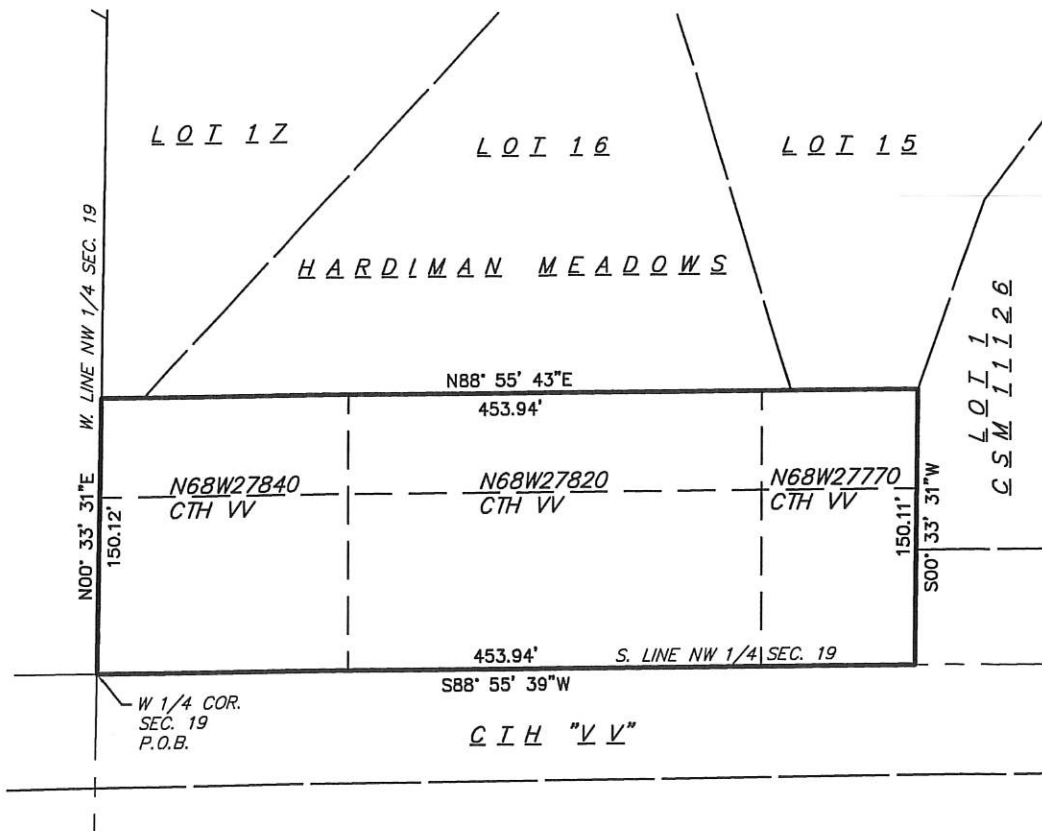 LOT 17
LOT 16
LOT 15
W. LINE NW 1/4 SEC. 19
HARDIMAN MEADOWS
LOT 1
CSM 11126
N88° 55' 43"E
453.94'
N00° 33' 31"E
150.12'
N68W27840
CTH VV
N68W27820
CTH VV
N68W27770
CTH VV
150.11'
S00° 33' 31"W
453.94'
S. LINE NW 1/4 SEC. 19
S88° 55' 39"W
W 1/4 COR.
SEC. 19
P.O.B.
CTH "VV"